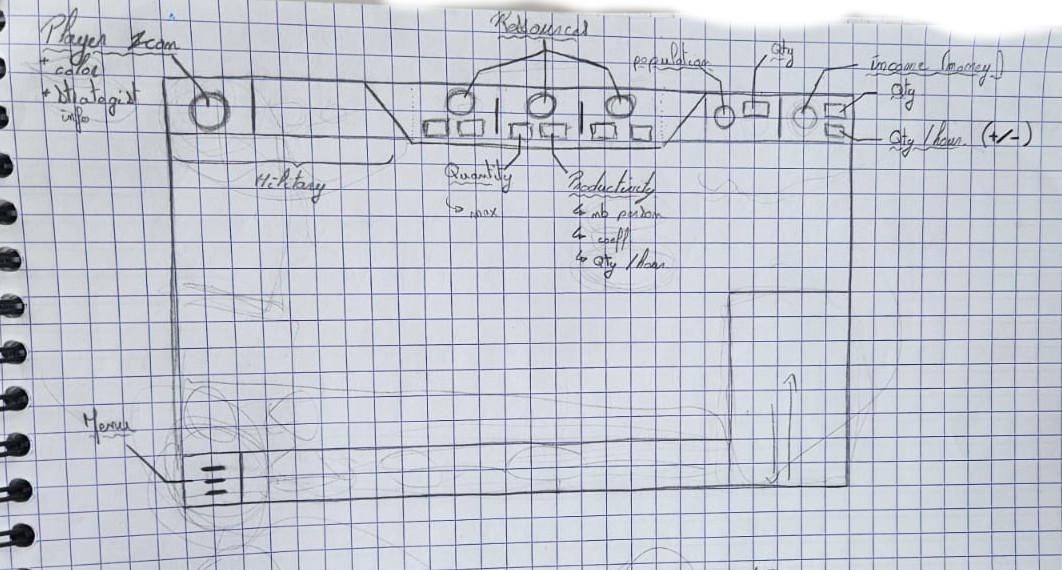 Player Icon
+ color
+ strategist
info
Ressources
population
Qty
income (money)
Qty
Qty /hour (+/-)
Military
Quantity
↳ max
Productivity
↳ nb person
↳ coeff
↳ Qty /hour
Menu